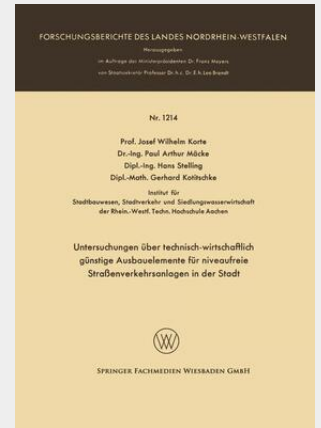 FORSCHUNGSBERICHTE DES LANDES NORDRHEIN-WESTFALEN
Herausgegeben
im Auftrage des Ministerpräsidenten Dr. Franz Meyers
von Staatssekretär Professor Dr. h. c. Dr. E. h. Leo Brandt
Nr. 1214
Prof. Josef Wilhelm Korte
Dr.-Ing. Paul Arthur Mäcke
Dipl.-Ing. Hans Stelling
Dipl.-Math. Gerhard Kotitschke
Institut für
Stadtbauwesen, Stadtverkehr und Siedlungswasserwirtschaft
der Rhein.-Westf. Techn. Hochschule Aachen
Untersuchungen über technisch-wirtschaftlich
günstige Ausbauelemente für niveaufreie
Straßenverkehrsanlagen in der Stadt
SPRINGER FACHMEDIEN WIESBADEN GMBH